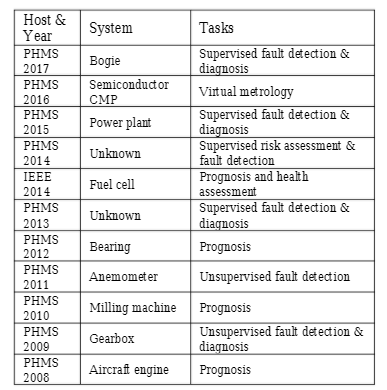 Host &
Year
System
Tasks
PHMS
2017
Bogie
Supervised fault detection &
diagnosis
PHMS
2016
Semiconductor
CMP
Virtual metrology
PHMS
2015
Power plant
Supervised fault detection &
diagnosis
PHMS
2014
Unknown
Supervised risk assessment &
fault detection
IEEE
2014
Fuel cell
Prognosis and health
assessment
PHMS
2013
Unknown
Supervised fault detection &
diagnosis
PHMS
2012
Bearing
Prognosis
PHMS
2011
Anemometer
Unsupervised fault detection
PHMS
2010
Milling machine
Prognosis
PHMS
2009
Gearbox
Unsupervised fault detection &
diagnosis
PHMS
2008
Aircraft engine
Prognosis